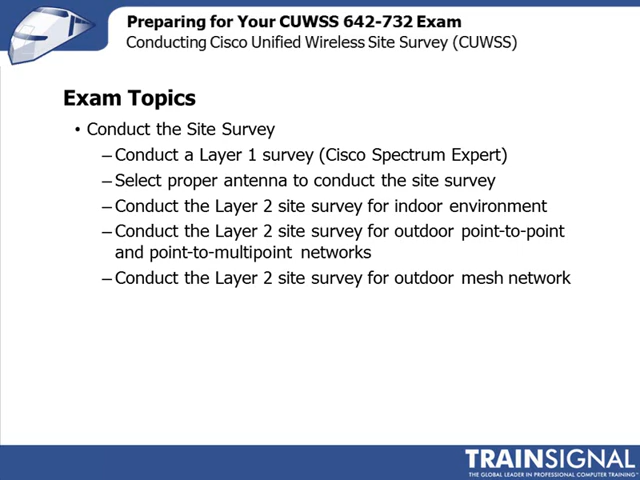 Preparing for Your CUWSS 642-732 Exam
Conducting Cisco Unified Wireless Site Survey (CUWSS)
Exam Topics
• Conduct the Site Survey
– Conduct a Layer 1 survey (Cisco Spectrum Expert)
– Select proper antenna to conduct the site survey
– Conduct the Layer 2 site survey for indoor environment
– Conduct the Layer 2 site survey for outdoor point-to-point
and point-to-multipoint networks
– Conduct the Layer 2 site survey for outdoor mesh network
TRAINSIGNAL
THE GLOBAL LEADER IN PROFESSIONAL COMPUTER TRAINING